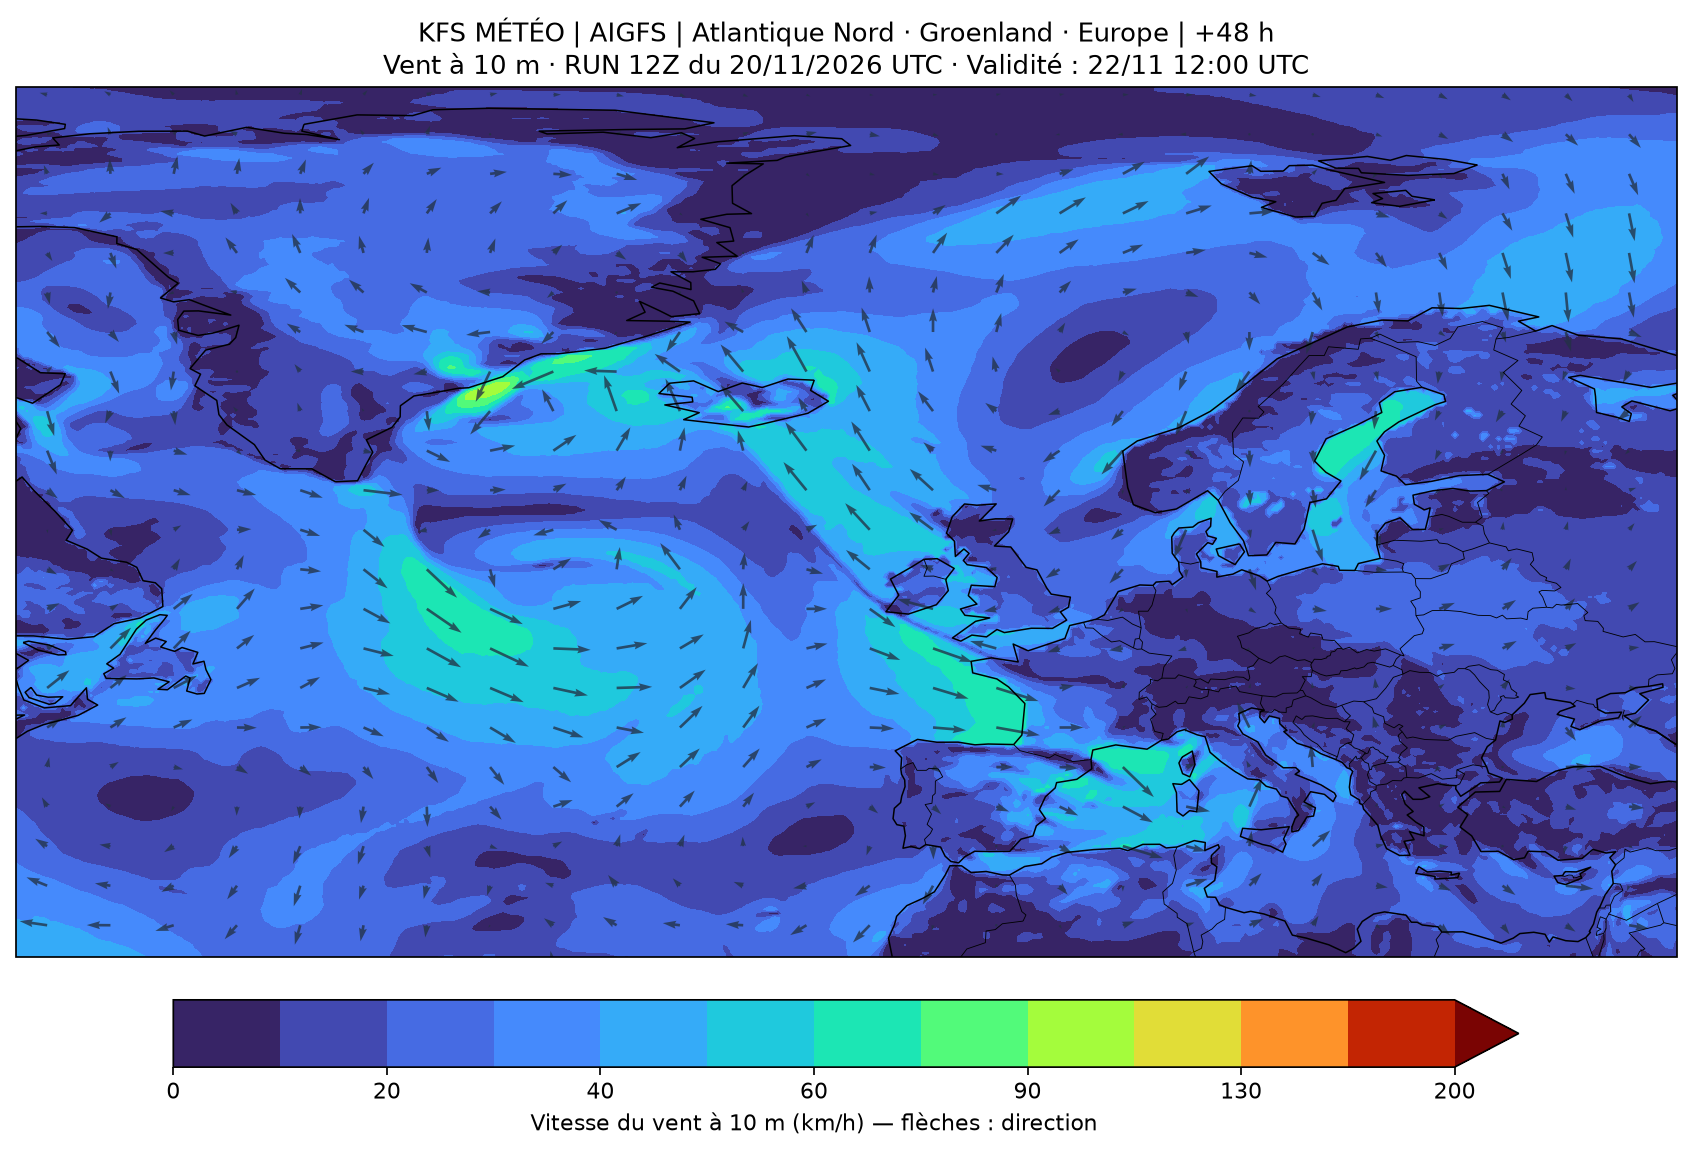 KFS MÉTÉO | AIGFS | Atlantique Nord · Groenland · Europe | +48 h
Vent à 10 m · RUN 12Z du 20/11/2026 UTC · Validité : 22/11 12:00 UTC
0 20 40 60 90 130 200
Vitesse du vent à 10 m (km/h) — flèches : direction